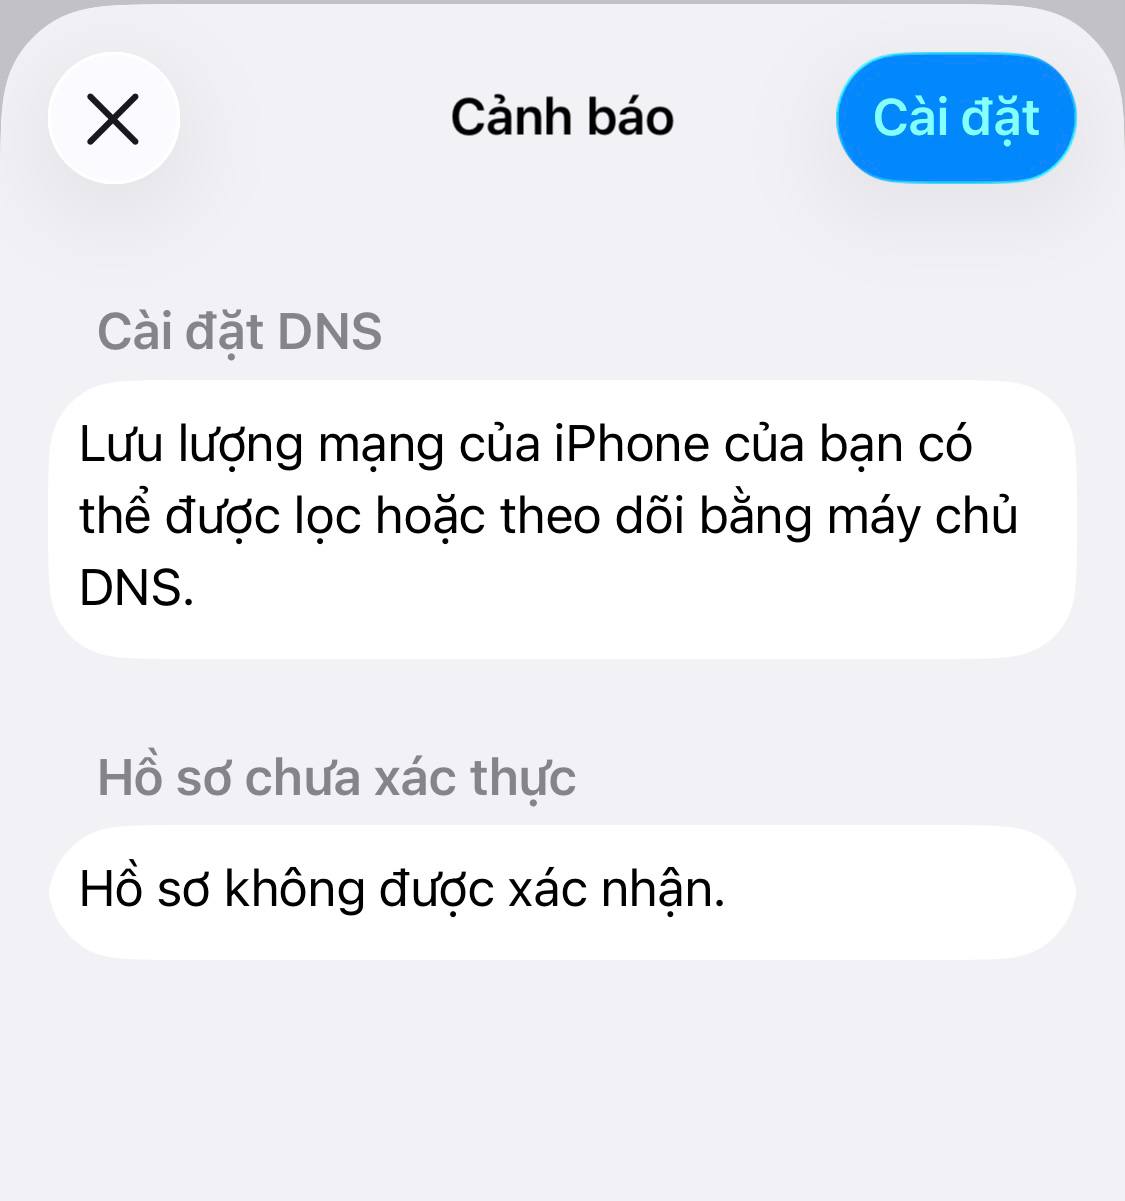 Cảnh báo
Cài đặt
Cài đặt DNS
Lưu lượng mạng của iPhone của bạn có
thể được lọc hoặc theo dõi bằng máy chủ
DNS.
Hồ sơ chưa xác thực
Hồ sơ không được xác nhận.